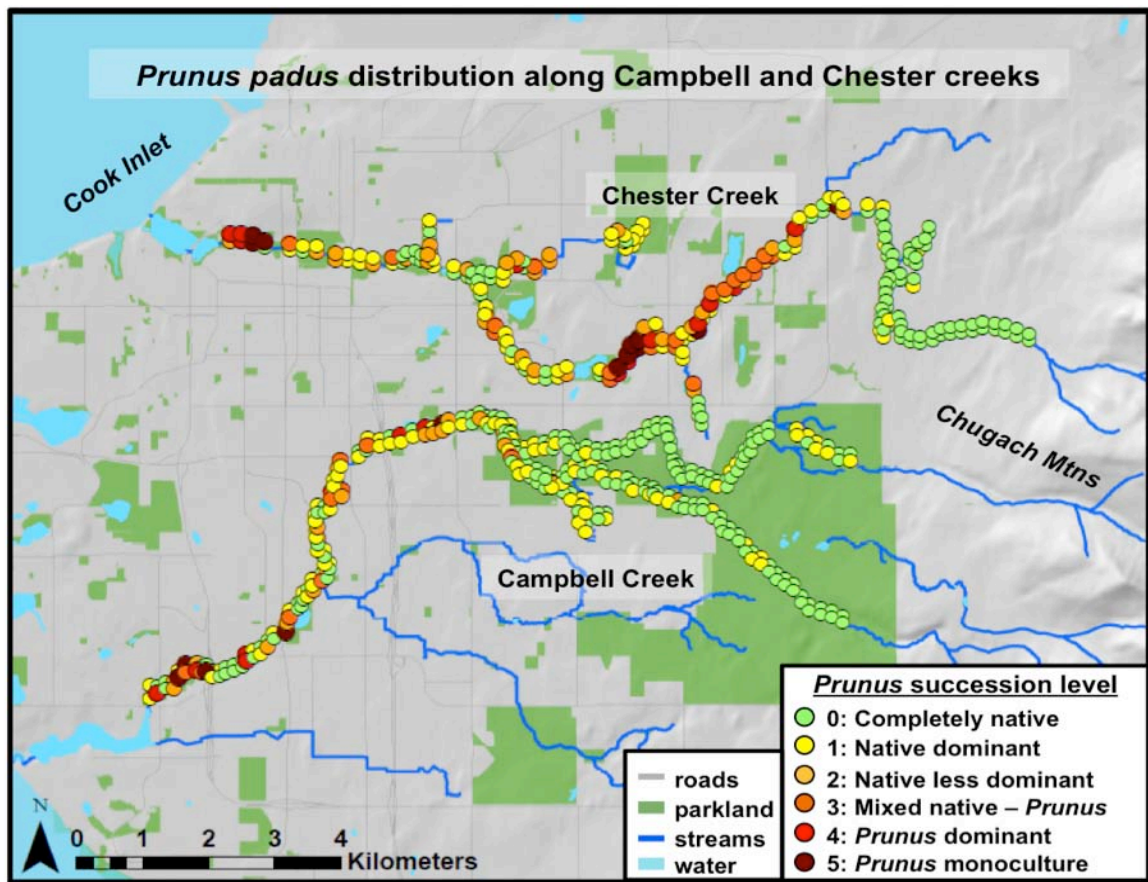 Prunus padus distribution along Campbell and Chester creeks
Cook Inlet
Chester Creek
Chugach Mtns
Campbell Creek
N
0 1 2 3 4
Kilometers
roads
parkland
streams
water
Prunus succession level
0: Completely native
1: Native dominant
2: Native less dominant
3: Mixed native – Prunus
4: Prunus dominant
5: Prunus monoculture